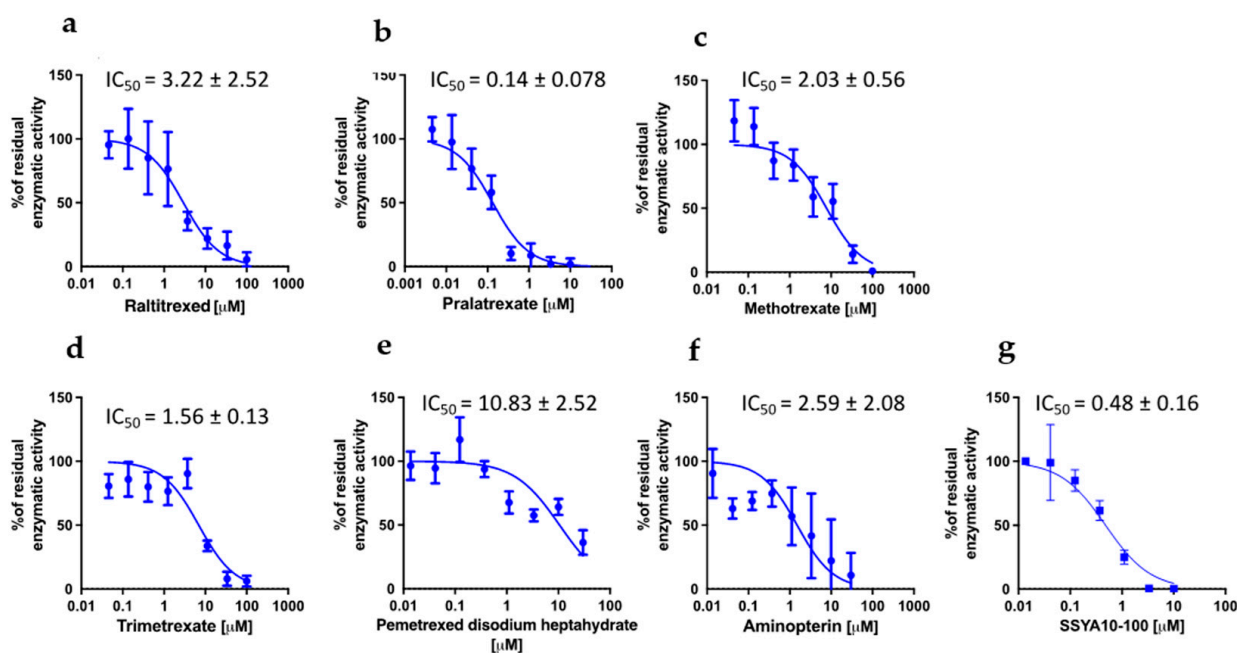 a
IC50 = 3.22 ± 2.52
%of residual
enzymatic activity
150
100
50
0
0.01 0.1 1 10 100 1000
Raltitrexed [μM]
b
IC50 = 0.14 ± 0.078
%of residual
enzymatic activity
150
100
50
0
0.001 0.01 0.1 1 10 100
Pralatrexate [μM]
c
IC50 = 2.03 ± 0.56
%of residual
enzymatic activity
150
100
50
0
0.01 0.1 1 10 100 1000
Methotrexate [μM]
d
IC50 = 1.56 ± 0.13
%of residual
enzymatic activity
150
100
50
0
0.01 0.1 1 10 100 1000
Trimetrexate [μM]
e
IC50 = 10.83 ± 2.52
%of residual
enzymatic activity
150
100
50
0
0.01 0.1 1 10 100
Pemetrexed disodium heptahydrate
[μM]
f
IC50 = 2.59 ± 2.08
%of residual
enzymatic activity
150
100
50
0
0.01 0.1 1 10 100
Aminopterin [μM]
g
IC50 = 0.48 ± 0.16
%of residual
enzymatic activity
150
100
50
0
0.01 0.1 1 10 100
SSYA10-100 [μM]